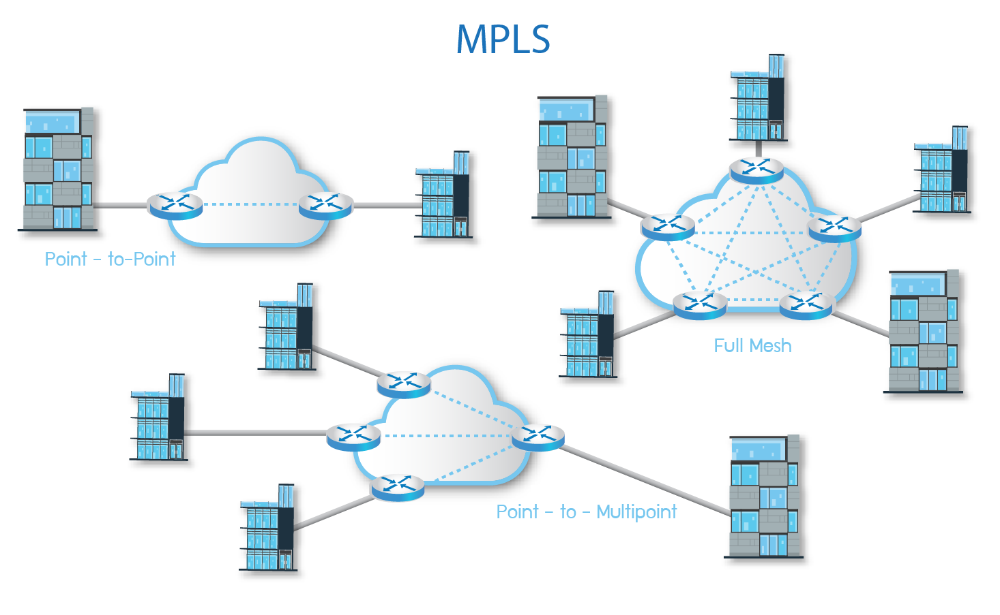 MPLS
Point - to-Point
Full Mesh
Point - to - Multipoint